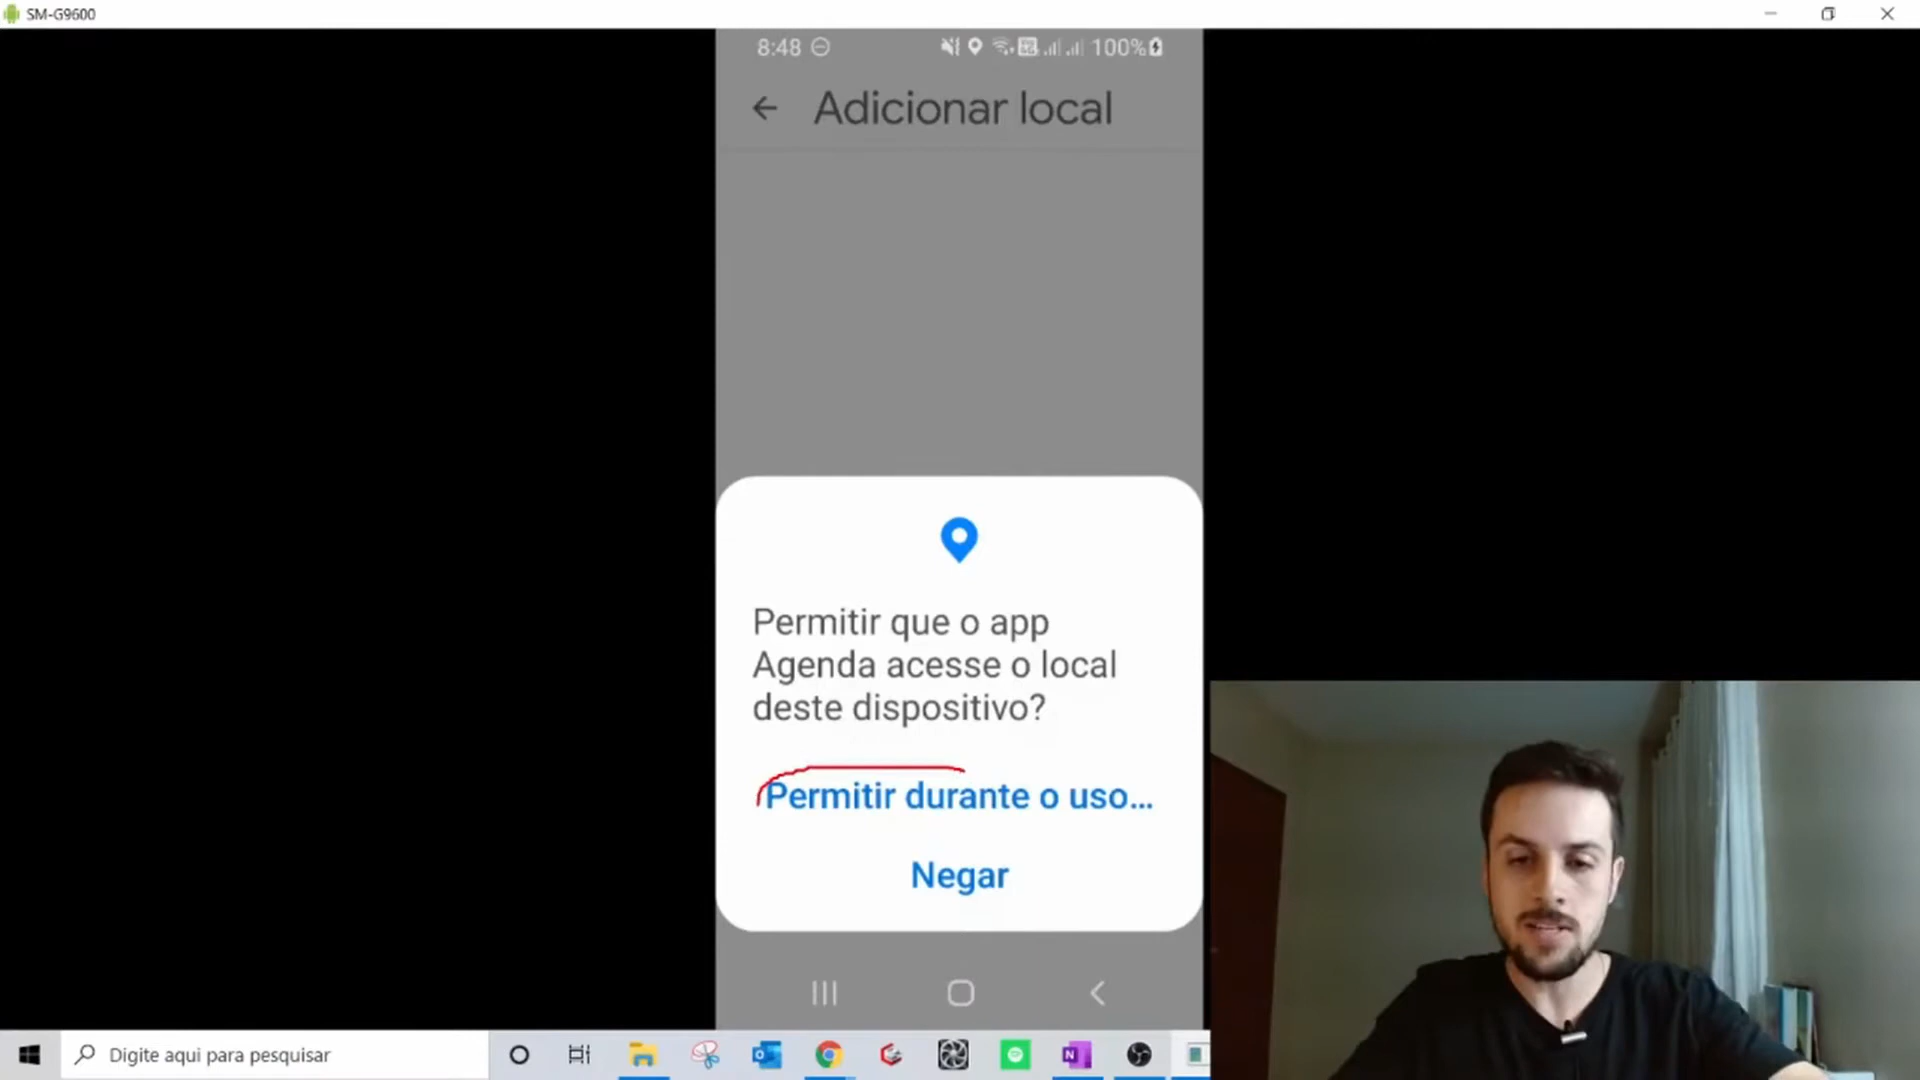 SM-G9600
8:48
100%
Adicionar local
Permitir que o app
Agenda acesse o local
deste dispositivo?
Permitir durante o uso...
Negar
Digite aqui para pesquisar